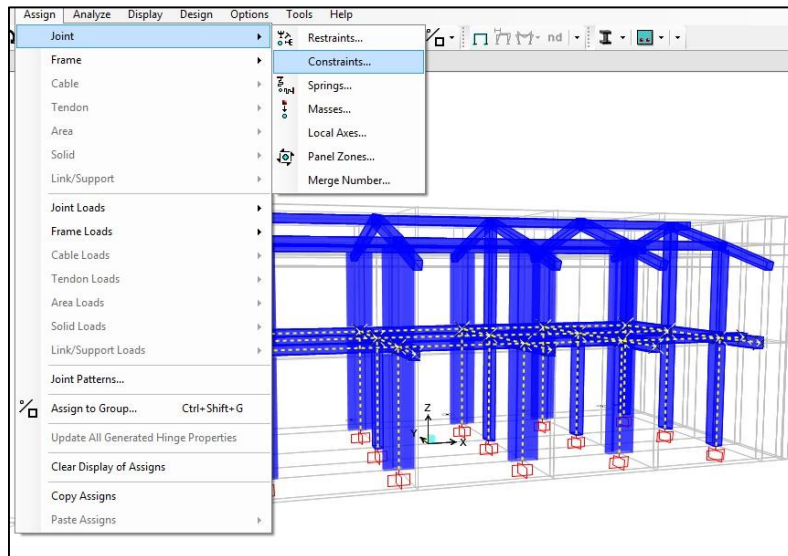 Assign Analyze Display Design Options Tools Help
Joint
Frame
Cable
Tendon
Area
Solid
Link/Support
Joint Loads
Frame Loads
Cable Loads
Tendon Loads
Area Loads
Solid Loads
Link/Support Loads
Joint Patterns...
Assign to Group... Ctrl+Shift+G
Update All Generated Hinge Properties
Clear Display of Assigns
Copy Assigns
Paste Assigns
Restraints...
Constraints...
Springs...
Masses...
Local Axes...
Panel Zones...
Merge Number...
nd
Z
Y
X